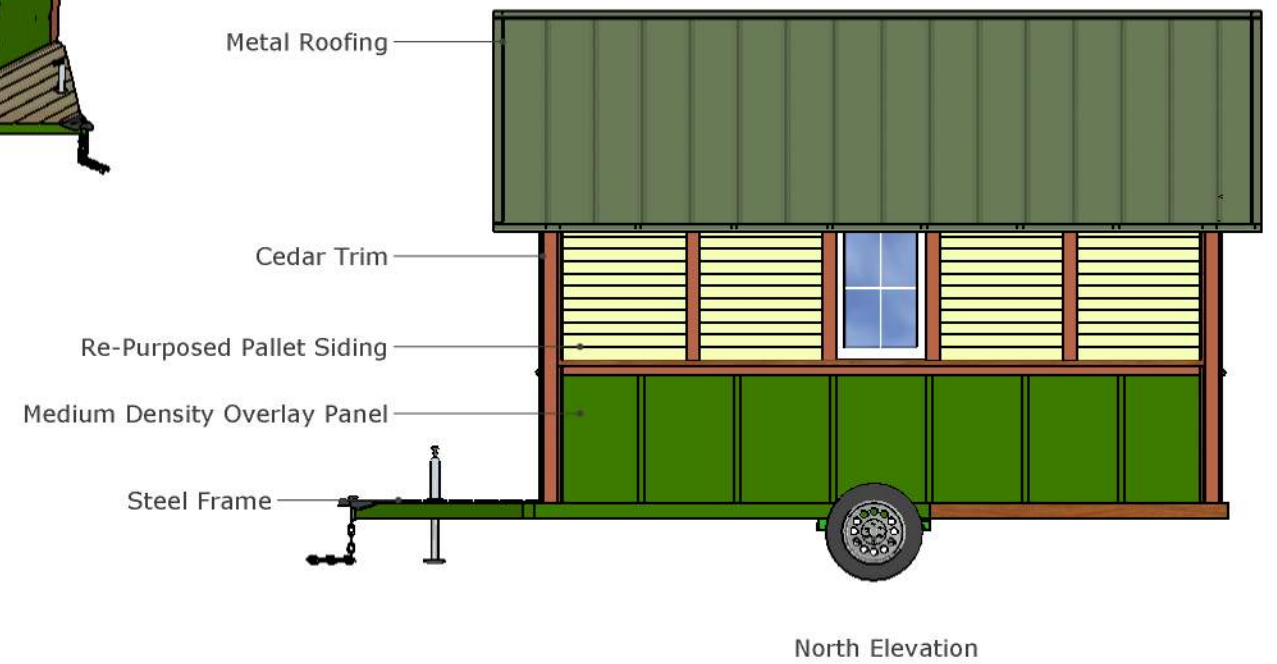 Metal Roofing
Cedar Trim
Re-Purposed Pallet Siding
Medium Density Overlay Panel
Steel Frame
North Elevation